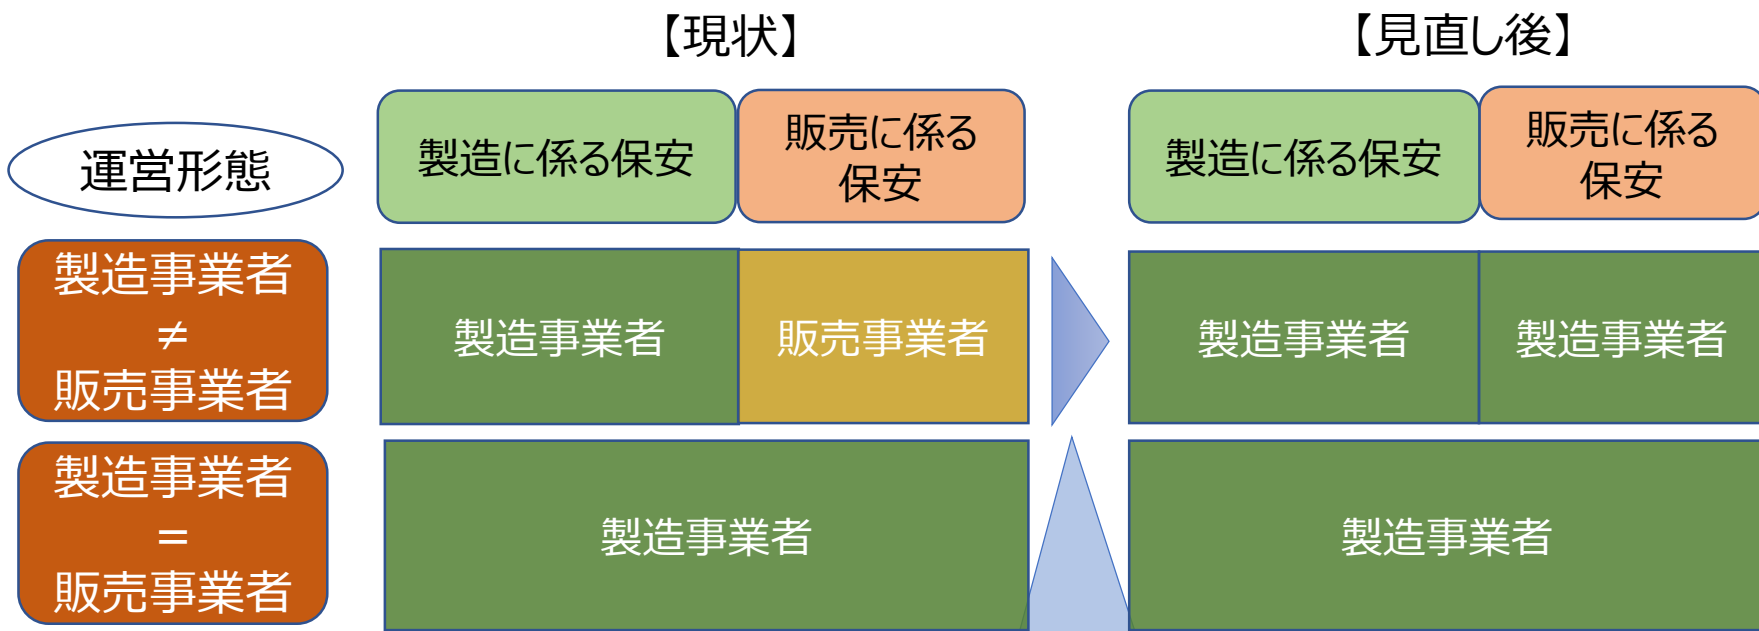 【現状】
【見直し後】
運営形態
製造に係る保安
販売に係る
保安
製造に係る保安
販売に係る
保安
製造事業者
≠
販売事業者
製造事業者
販売事業者
製造事業者
製造事業者
製造事業者
=
販売事業者
製造事業者
製造事業者